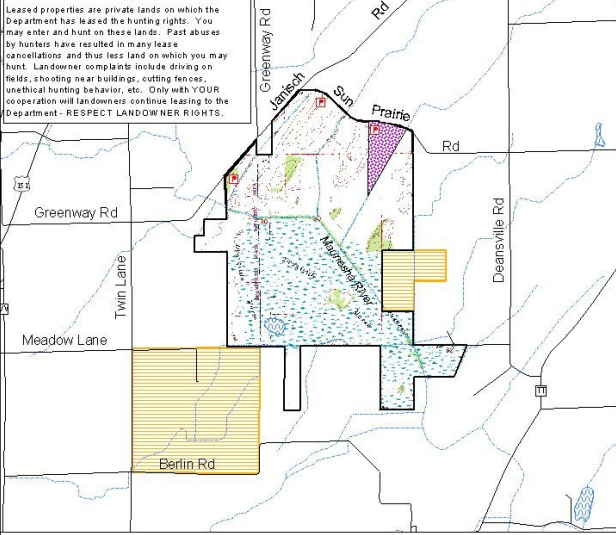 Leased properties are private lands on which the
Department has leased the hunting rights. You
may enter and hunt on these lands. Past abuses
by hunters have resulted in many lease
cancellations and thus less land on which you may
hunt. Landowner complaints include driving on
fields, shooting near buildings, cutting fences,
unethical hunting behavior, etc. Only with YOUR
cooperation will landowners continue leasing to the
Department - RESPECT LANDOWNER RIGHTS.
Greenway Rd
Rd
Janisch
Sun
Prairie
Rd
151
Greenway Rd
Deansville Rd
Twin Lane
Maunesha River
Meadow Lane
Berlin Rd